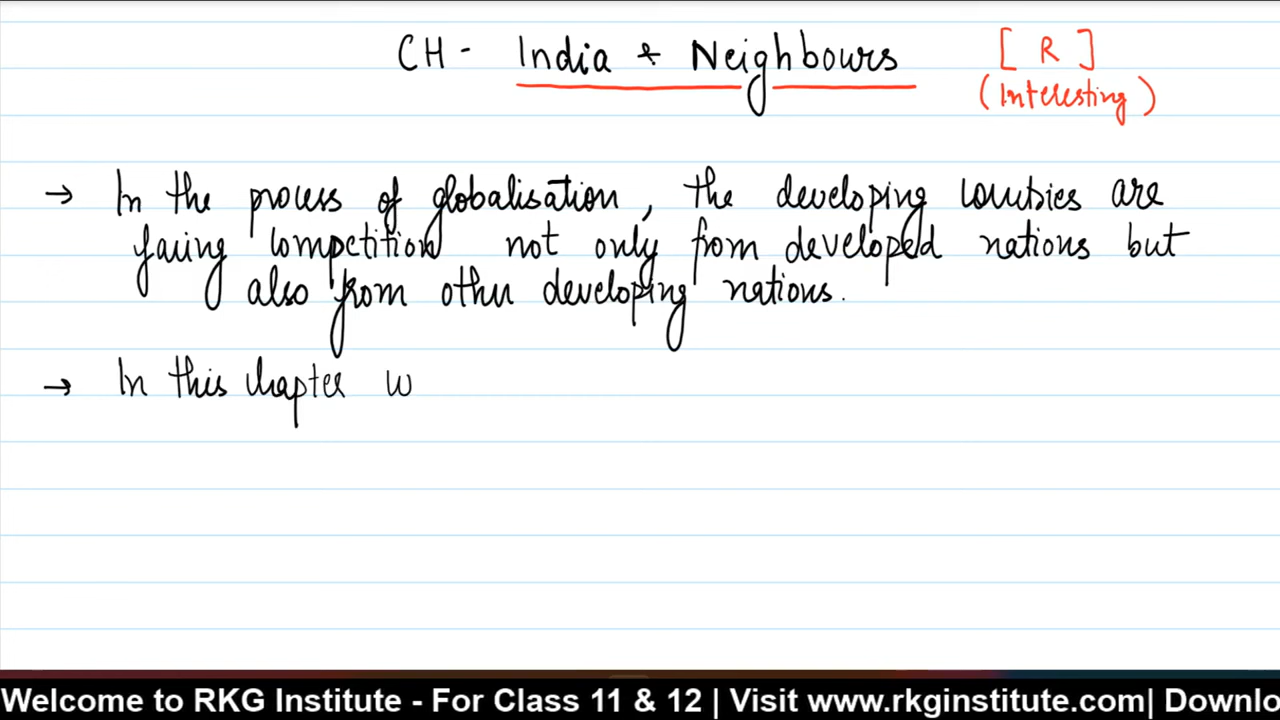 CH - India & Neighbours [ R ]
(Interesting)
→ In the process of globalisation, the developing countries are
facing competition not only from developed nations but
also from other developing nations.
→ In this chapter w
Welcome to RKG Institute - For Class 11 & 12 | Visit www.rkginstitute.com| Downlo